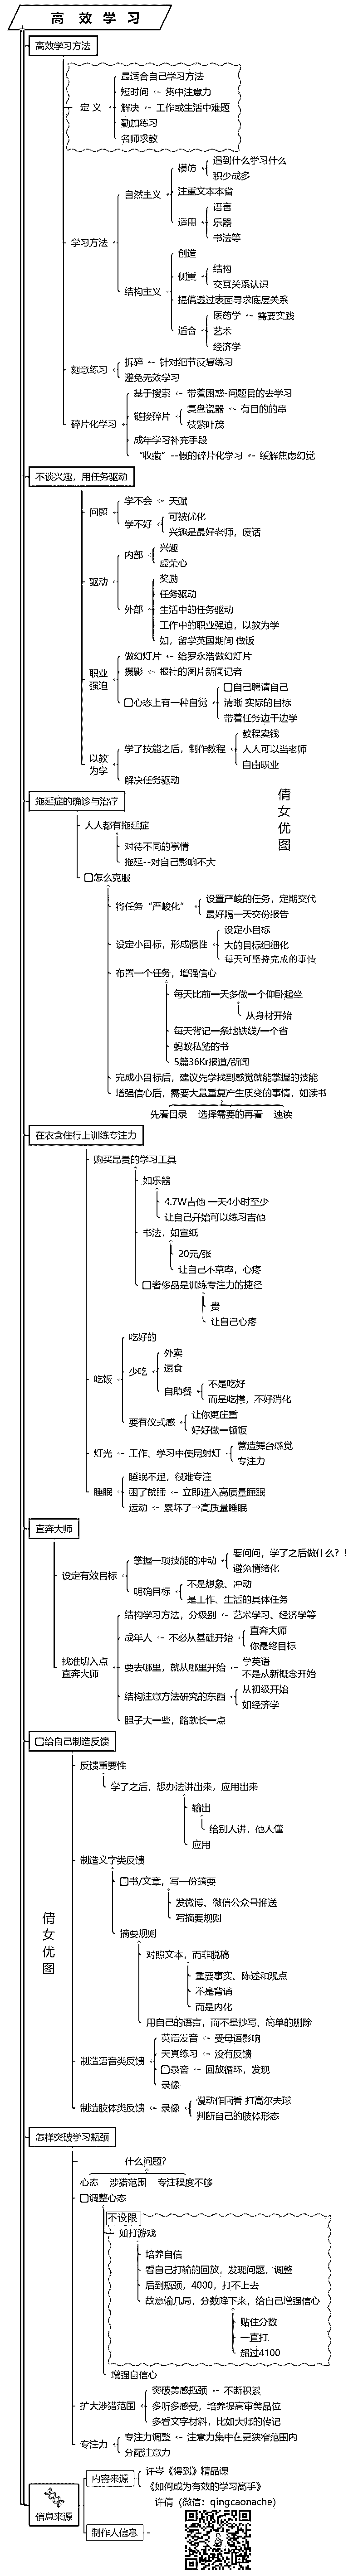 高 效 学 习
高效学习方法
定 义
最适合自己学习方法
短时间 集中注意力
解决 工作或生活中难题
勤加练习
名师求教
学习方法
自然主义
模仿
遇到什么学习什么
积少成多
注重文本本省
适用
语言
乐器
书法等
结构主义
创造
侧重
结构
交互关系认识
提倡透过表面寻求底层关系
适合
医药学 需要实践
艺术
经济学
刻意练习
拆碎 针对细节反复练习
避免无效学习
碎片化学习
基于搜索 带着困惑-问题目的去学习
链接碎片
复盘瓷器 有目的的串
枝繁叶茂
成年学习补充手段
“收藏”--假的碎片化学习 缓解焦虑幻觉
不谈兴趣，用任务驱动
问题
学不会 天赋
学不好
可被优化
兴趣是最好老师，废话
驱动
内部
兴趣
虚荣心
外部
奖励
任务驱动
生活中的任务驱动
工作中的职业强迫，以教为学
如，留学英国期间 做饭
职业
强迫
做幻灯片 给罗永浩做幻灯片
摄影 报社的图片新闻记者
心态上有一种自觉
自己聘请自己
清晰 实际的目标
带着任务边干边学
以教
为学
学了技能之后，制作教程
教程卖钱
人人可以当老师
自由职业
解决任务驱动
拖延症的确诊与治疗
倩女优图
人人都有拖延症
对待不同的事情
拖延--对自己影响不大
怎么克服
将任务“严峻化”
设置严峻的任务，定期交代
最好隔一天交份报告
设定小目标，形成惯性
设定小目标
大的目标细细化
每天可坚持完成的事情
布置一个任务，增强信心
每天比前一天多做一个仰卧起坐
从身材开始
每天背记一条地铁线/一个省
蚂蚁私塾的书
5篇36Kr报道/新闻
完成小目标后，建议先学找到感觉就能掌握的技能
增强信心后，需要大量重复产生质变的事情，如读书
先看目录 选择需要的再看 速读
在衣食住行上训练专注力
购买昂贵的学习工具
如乐器
4.7W吉他 一天4小时至少
让自己开始可以练习吉他
书法，如宣纸
20元/张
让自己不草率，心疼
奢侈品是训练专注力的捷径
贵
让自己心疼
吃饭
吃好的
少吃
外卖
速食
自助餐
不是吃好
而是吃撑，不好消化
要有仪式感
让你更庄重
好好做一顿饭
灯光 工作、学习中使用射灯
营造舞台感觉
专注力
睡眠
睡眠不足，很难专注
困了就睡 立即进入高质量睡眠
运动 累坏了→高质量睡眠
直奔大师
设定有效目标
掌握一项技能的冲动
要问问，学了之后做什么？！
避免情绪化
明确目标
不是想象、冲动
是工作、生活的具体任务
找准切入点
直奔大师
结构学习方法，分级别 艺术学习、经济学等
成年人 不必从基础开始
直奔大师
你最终目标
要去哪里，就从哪里开始
学英语
不是从新概念开始
结构注意方法研究的东西
从初级开始
如经济学
胆子大一些，路就长一点
给自己制造反馈
反馈重要性
学了之后，想办法讲出来，应用出来
输出
给别人讲，他人懂
应用
制造文字类反馈
书/文章，写一份摘要
发微博、微信公众号推送
写摘要规则
倩女优图
摘要规则
对照文本，而非脱稿
重要事实、陈述和观点
不是背诵
而是内化
用自己的语言，而不是抄写、简单的删除
制造语音类反馈
英语发音 受母语影响
天真练习 没有反馈
录音 回放循环，发现
录像
制造肢体类反馈 录像
慢动作回看 打高尔夫球
判断自己的肢体形态
怎样突破学习瓶颈
什么问题？
心态 涉猎范围 专注程度不够
调整心态
不设限
如打游戏
培养自信
看自己打输的回放，发现问题，调整
后到瓶颈，4000，打不上去
故意输几局，分数降下来，给自己增强信心
贴住分数
一直打
超过4100
增强自信心
扩大涉猎范围
突破美感瓶颈 不断积累
多听多感受，培养提高审美品位
多看文字材料，比如大师的传记
专注力
专注力调整 注意力集中在更狭窄范围内
分配注意力
信息来源
内容来源
许岑《得到》精品课
《如何成为有效的学习高手》
制作人信息
许倩（微信：qingcaonache）